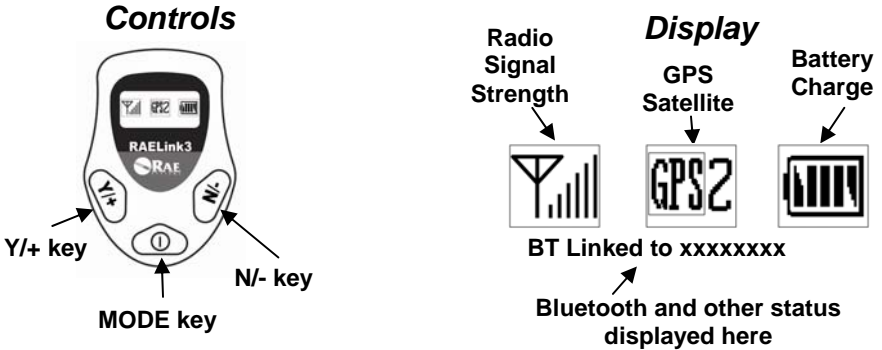 Controls
RAELink3
RAE
Y/+
N/-
Y/+ key
N/- key
MODE key
Display
Radio
Signal
Strength
GPS
Satellite
Battery
Charge
GPS2
BT Linked to xxxxxxxx
Bluetooth and other status
displayed here